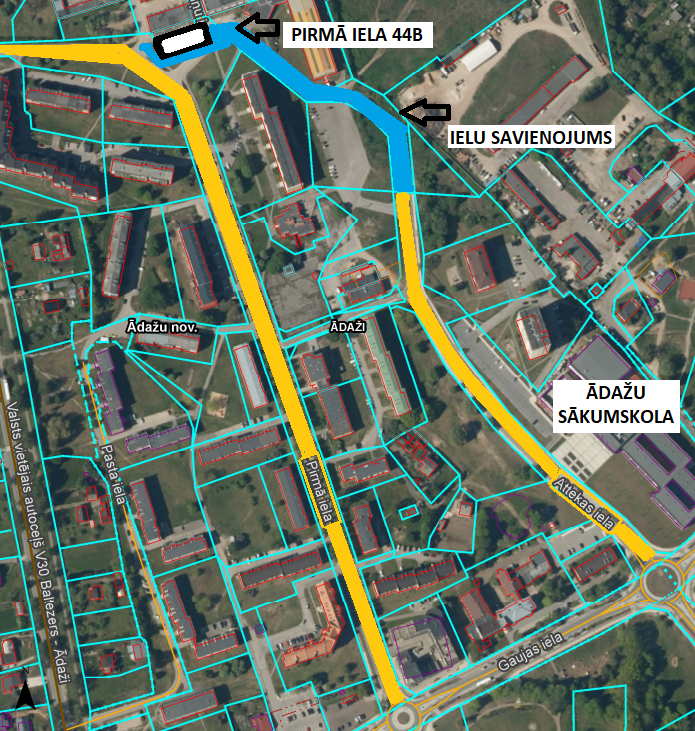 PIRMĀ IELA 44B
IELU SAVIENOJUMS
Ādažu nov.
ĀDAŽI
ĀDAŽU
SĀKUMSKOLA
Valsts vietējais autoceļš V30 Baltezers - Ādaži
Pasta iela
Pirmā iela
Attekas iela
Gaujas iela